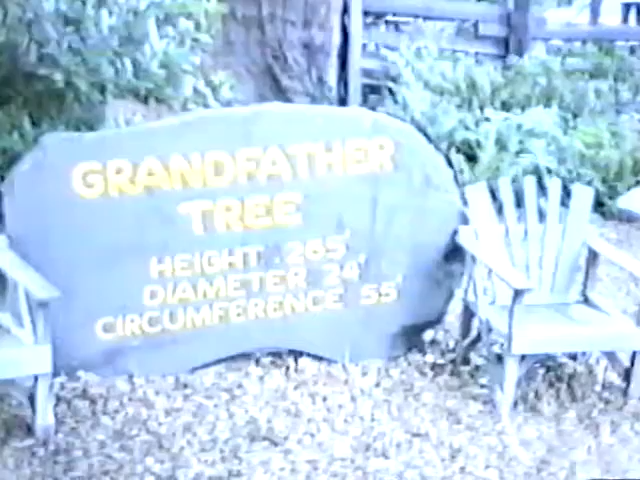 GRANDFATHER
TREE
HEIGHT 265'
DIAMETER 24'
CIRCUMFERENCE 55'